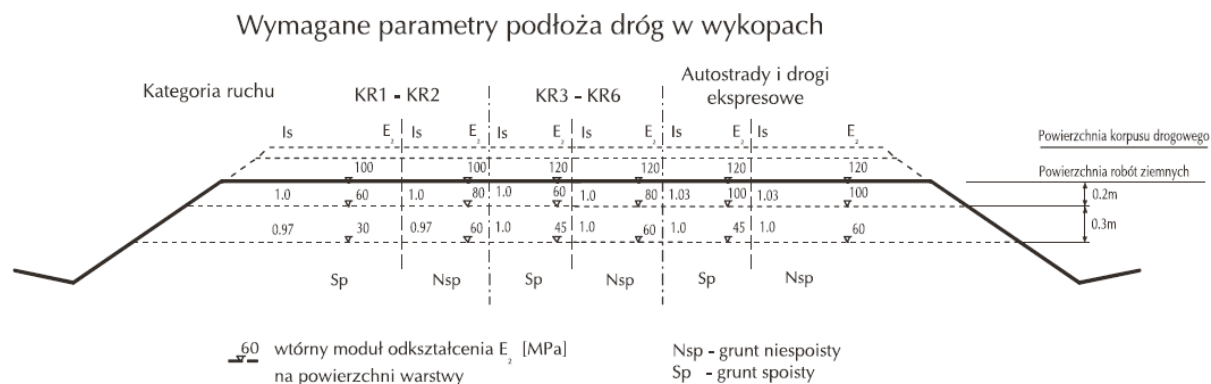 Wymagane parametry podłoża dróg w wykopach
Kategoria ruchu KR1 - KR2 KR3 - KR6 Autostrady i drogi
ekspresowe
Is E₂ Is E₂ Is E₂ Is E₂ Is E₂ Is E₂
Powierzchnia korpusu drogowego
100 100 120 120 120 120
Powierzchnia robót ziemnych
1.0 60 1.0 80 1.0 60 1.0 80 1.03 100 1.03 100 0.2m
0.97 30 0.97 60 1.0 45 1.0 60 1.0 45 1.0 60 0.3m
Sp Nsp Sp Nsp Sp Nsp
60 wtórny moduł odkształcenia E₂ [MPa]
na powierzchni warstwy
Nsp - grunt niespoisty
Sp - grunt spoisty